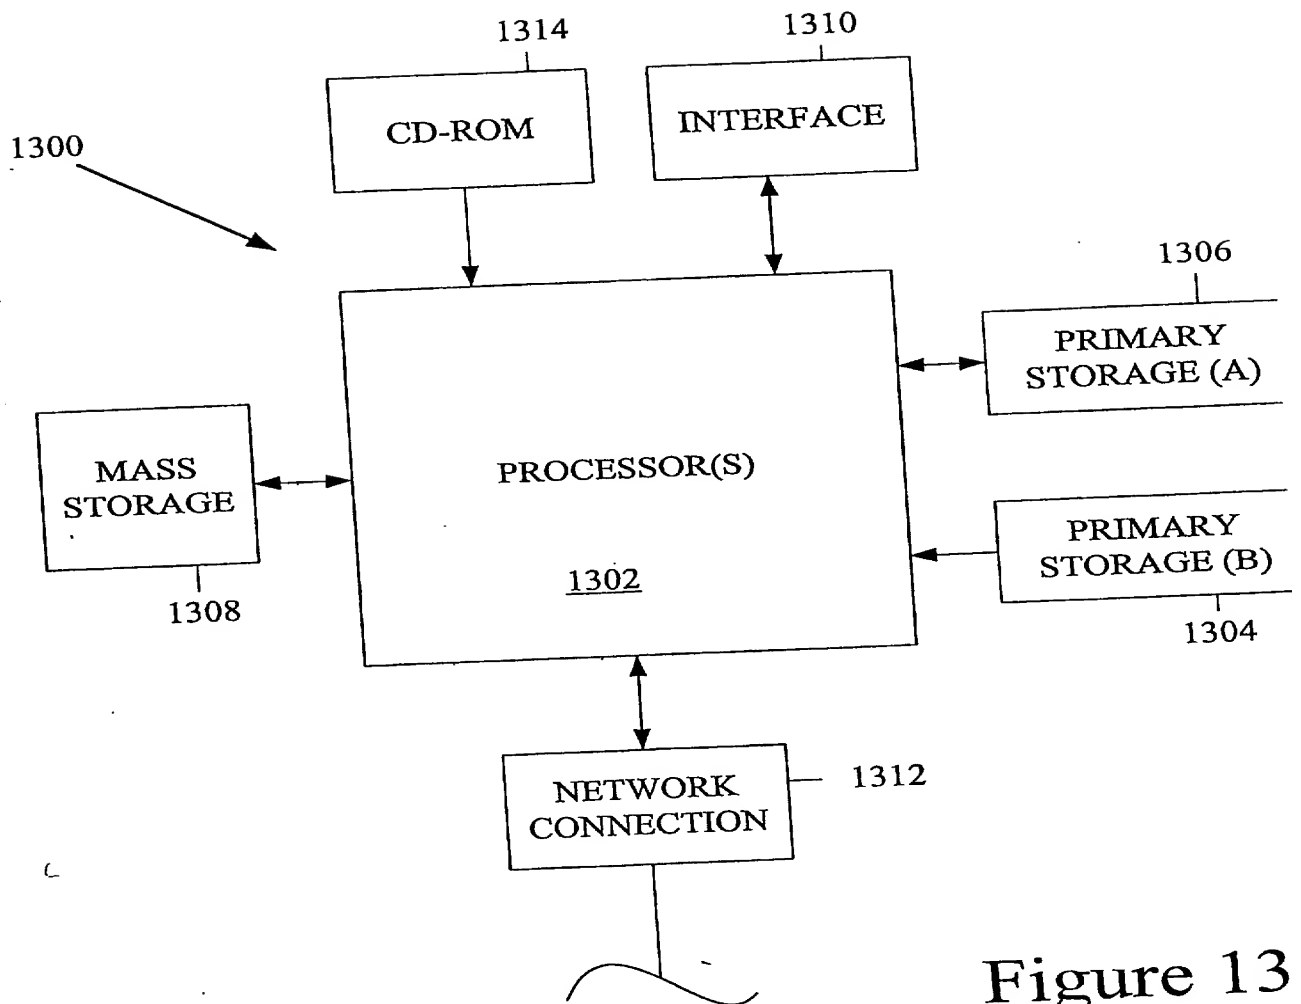 1314
1310
CD-ROM
INTERFACE
1300
1306
PRIMARY
STORAGE (A)
MASS
STORAGE
PROCESSOR(S)
PRIMARY
STORAGE (B)
1302
1308
1304
NETWORK
CONNECTION
1312
Figure 13